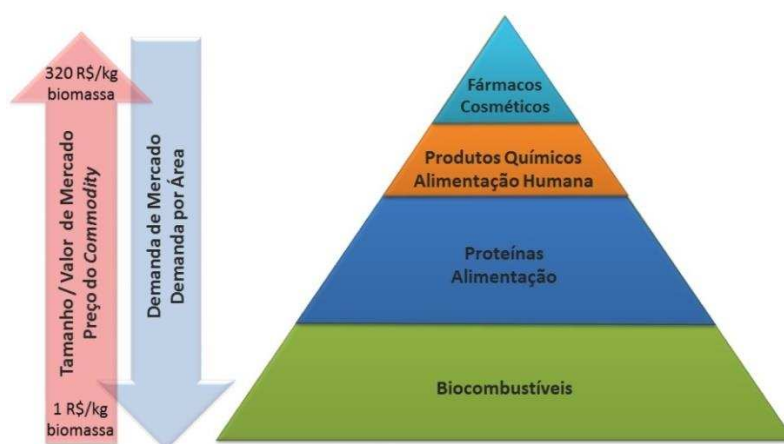 320 R$/kg
biomassa
Tamanho / Valor de Mercado
Preço do Commodity
1 R$/kg
biomassa
Demanda de Mercado
Demanda por Área
Fármacos
Cosméticos
Produtos Químicos
Alimentação Humana
Proteínas
Alimentação
Biocombustíveis